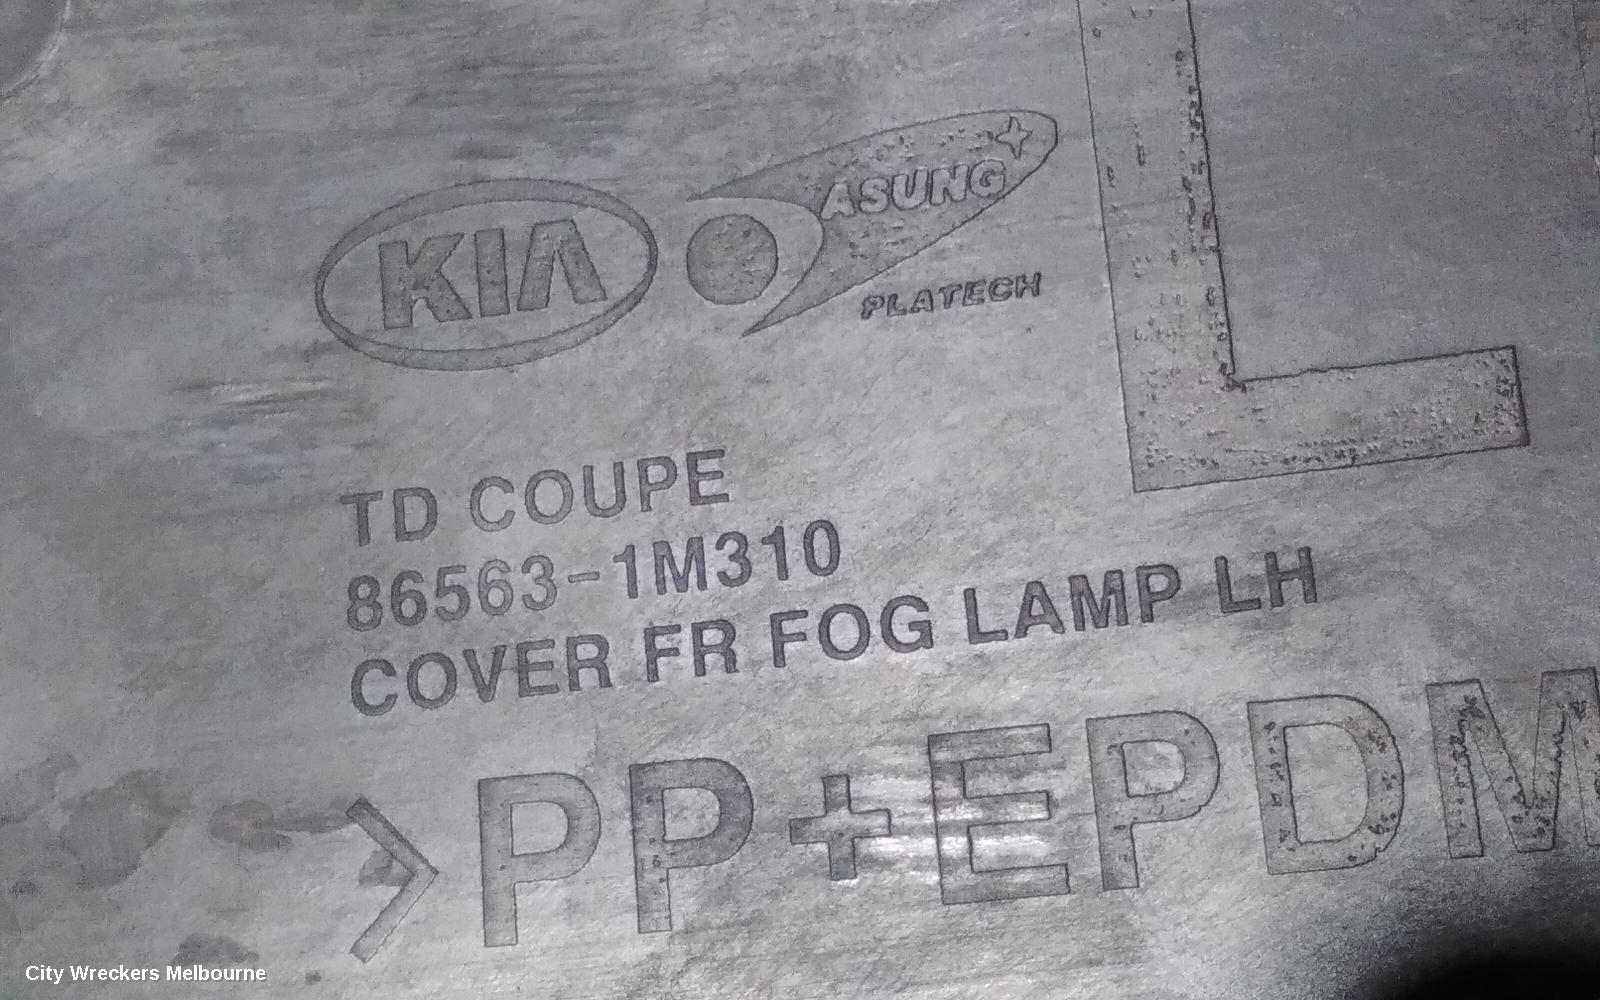 KIA ASUNG
PLATECH
L
TD COUPE
86563-1M310
COVER FR FOG LAMP LH
>PP+EPDM
City Wreckers Melbourne